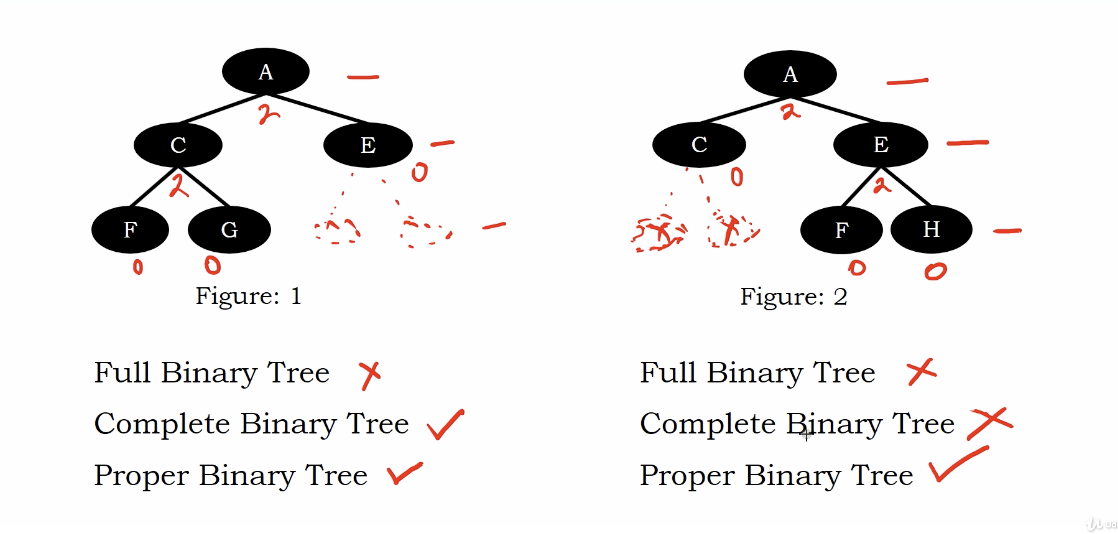 A A
2 2
C E C E
2 0 0 2
F G F H
0 0 0 0
Figure: 1 Figure: 2
Full Binary Tree ✗ Full Binary Tree ✗
Complete Binary Tree ✓ Complete Binary Tree ✗
Proper Binary Tree ✓ Proper Binary Tree ✓